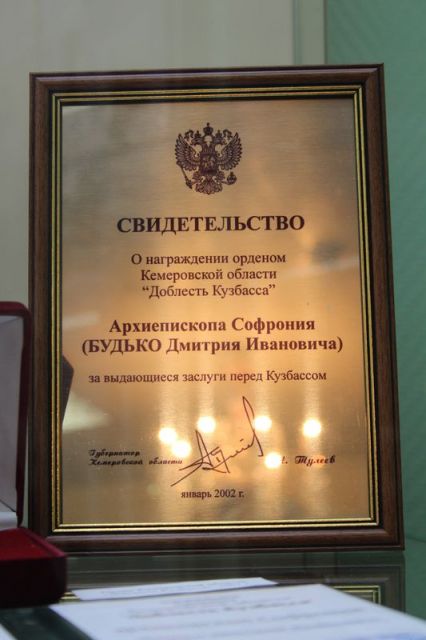 СВИДЕТЕЛЬСТВО
О награждении орденом
Кемеровской области
“Доблесть Кузбасса”
Архиепископа Софрония
(БУДЬКО Дмитрия Ивановича)
за выдающиеся заслуги перед Кузбассом
Губернатор
Кемеровской области Тулеев
январь 2002 г.